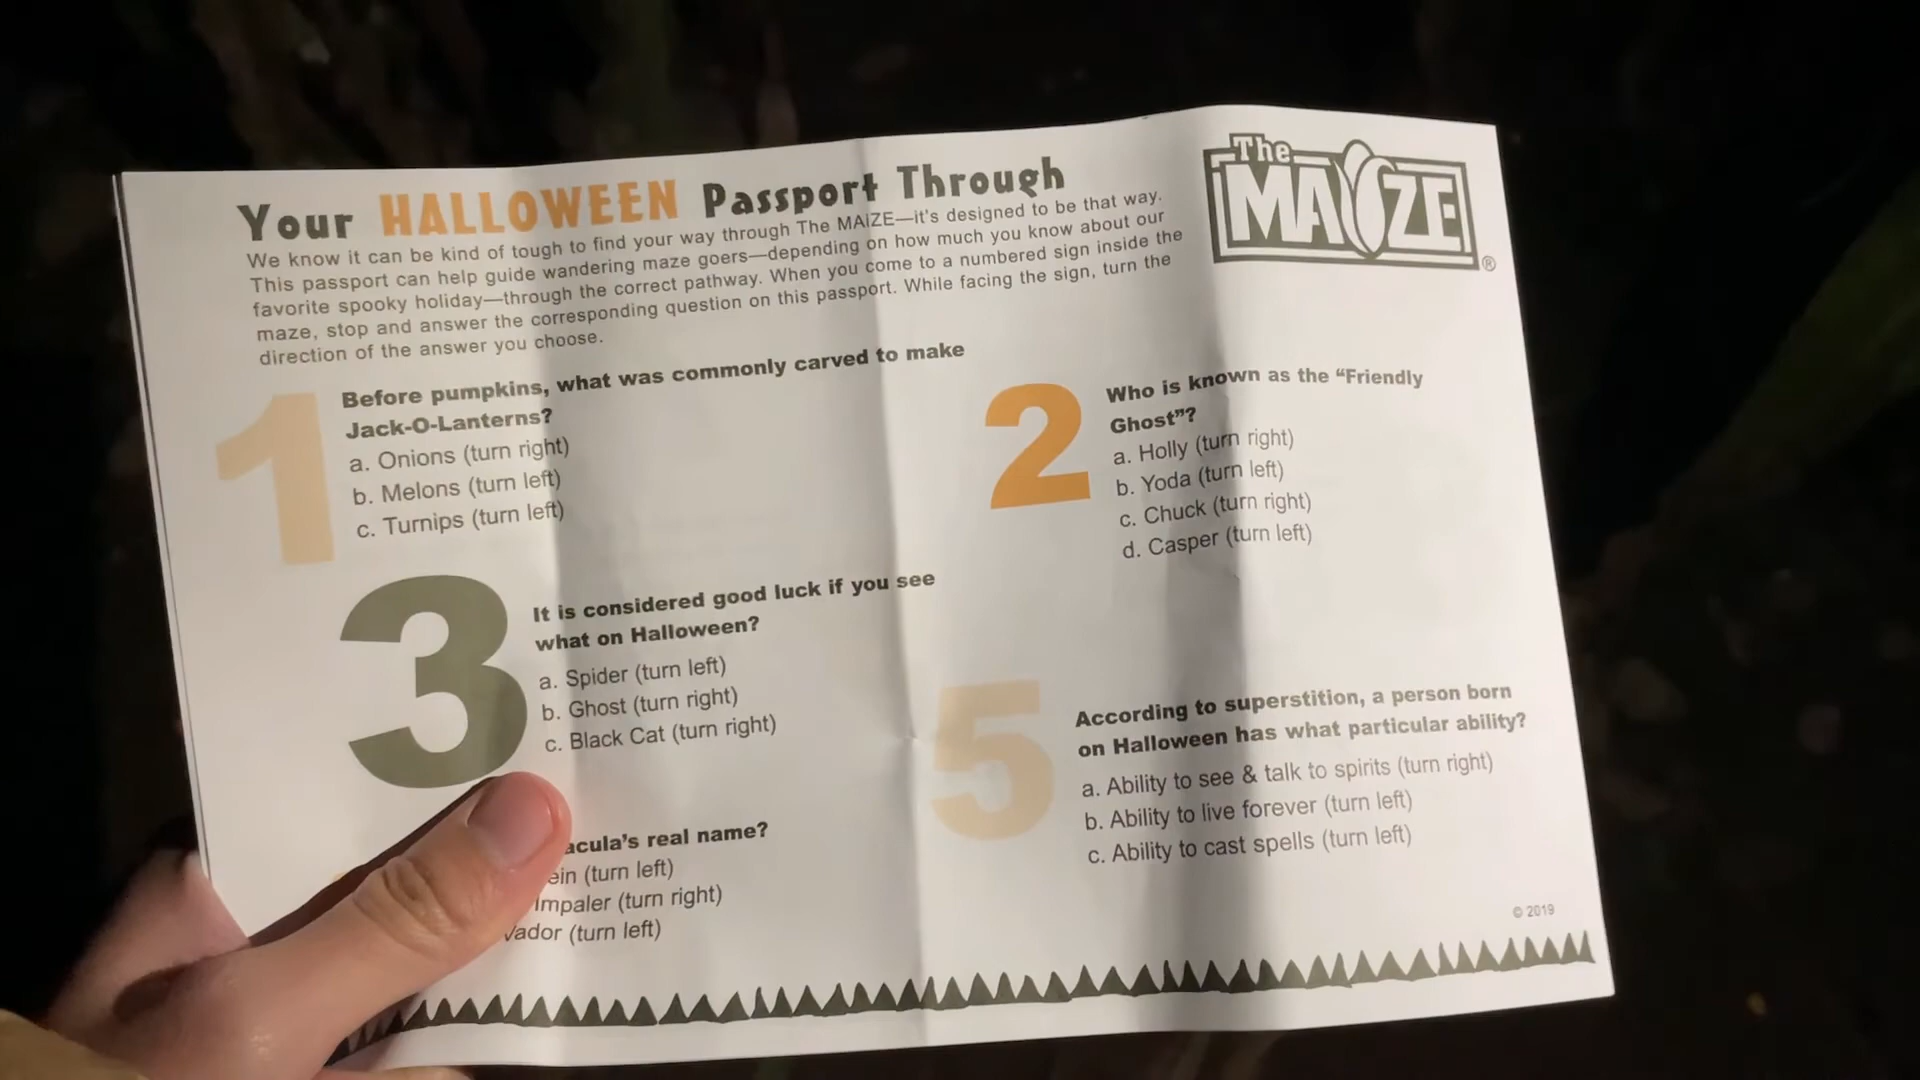 Your HALLOWEEN Passport Through
The MAiZE ®
We know it can be kind of tough to find your way through The MAiZE—it's designed to be that way.
This passport can help guide wandering maze goers—depending on how much you know about our
favorite spooky holiday—through the correct pathway. When you come to a numbered sign inside the
maze, stop and answer the corresponding question on this passport. While facing the sign, turn the
direction of the answer you choose.
1
Before pumpkins, what was commonly carved to make
Jack-O-Lanterns?
a. Onions (turn right)
b. Melons (turn left)
c. Turnips (turn left)
2
Who is known as the “Friendly
Ghost”?
a. Holly (turn right)
b. Yoda (turn left)
c. Chuck (turn right)
d. Casper (turn left)
3
It is considered good luck if you see
what on Halloween?
a. Spider (turn left)
b. Ghost (turn right)
c. Black Cat (turn right)
acula's real name?
ein (turn left)
Impaler (turn right)
Vador (turn left)
5
According to superstition, a person born
on Halloween has what particular ability?
a. Ability to see & talk to spirits (turn right)
b. Ability to live forever (turn left)
c. Ability to cast spells (turn left)
© 2019